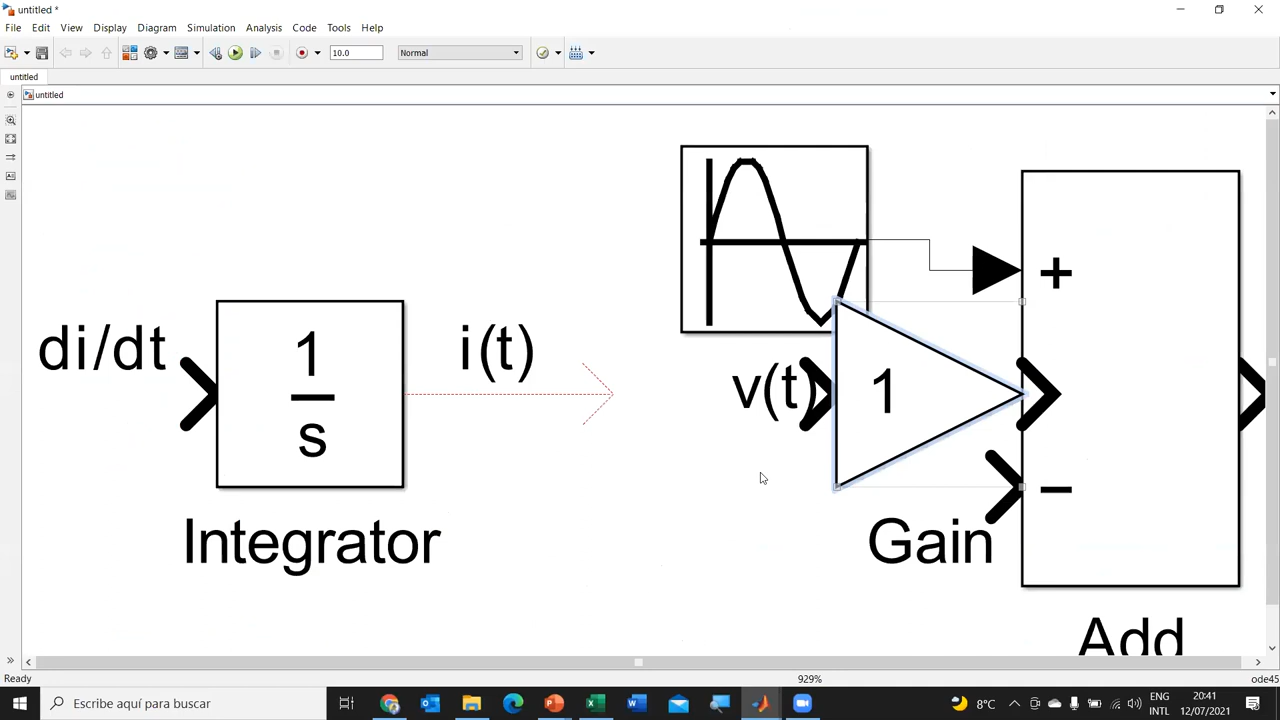 untitled *
File Edit View Display Diagram Simulation Analysis Code Tools Help
10.0 Normal
untitled
untitled
+
di/dt 1 i(t) v(t) 1
s
−
Integrator Gain
Add
Ready 929% ode45
Escribe aquí para buscar 8°C ENG 20:41
INTL 12/07/2021